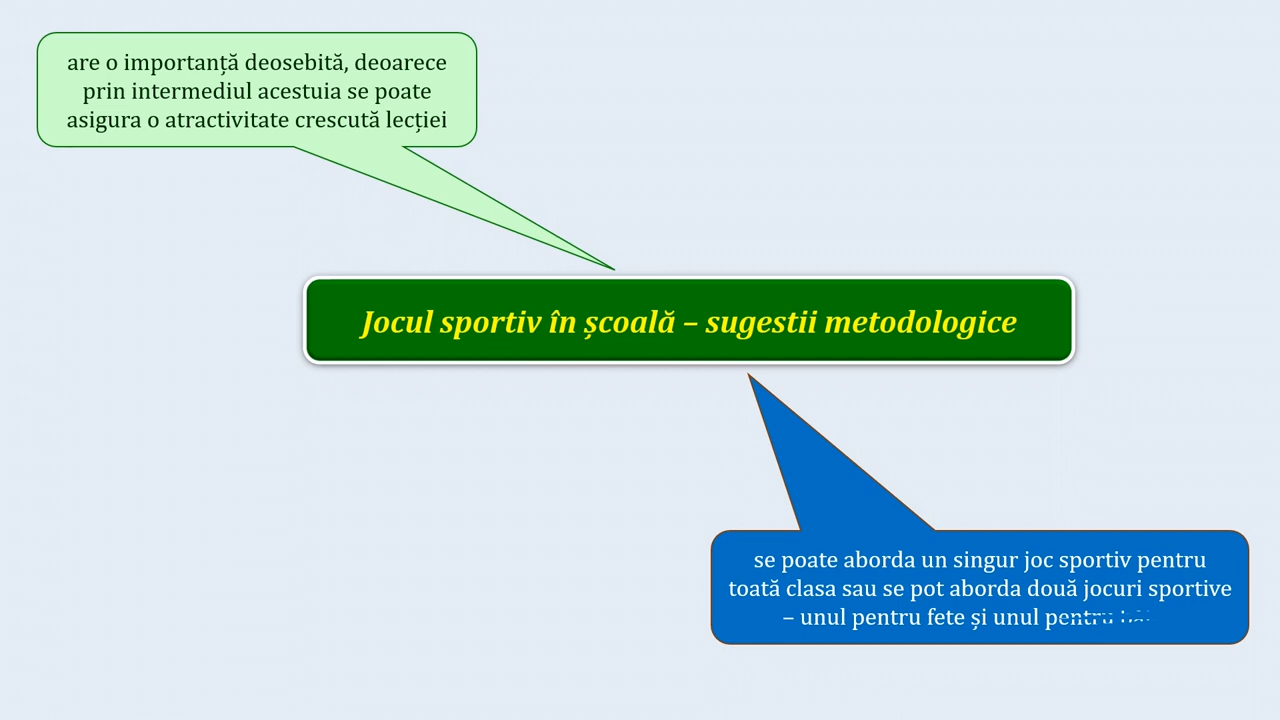 are o importanță deosebită, deoarece
prin intermediul acestuia se poate
asigura o atractivitate crescută lecției
Jocul sportiv în școală – sugestii metodologice
se poate aborda un singur joc sportiv pentru
toată clasa sau se pot aborda două jocuri sportive
– unul pentru fete și unul pentru